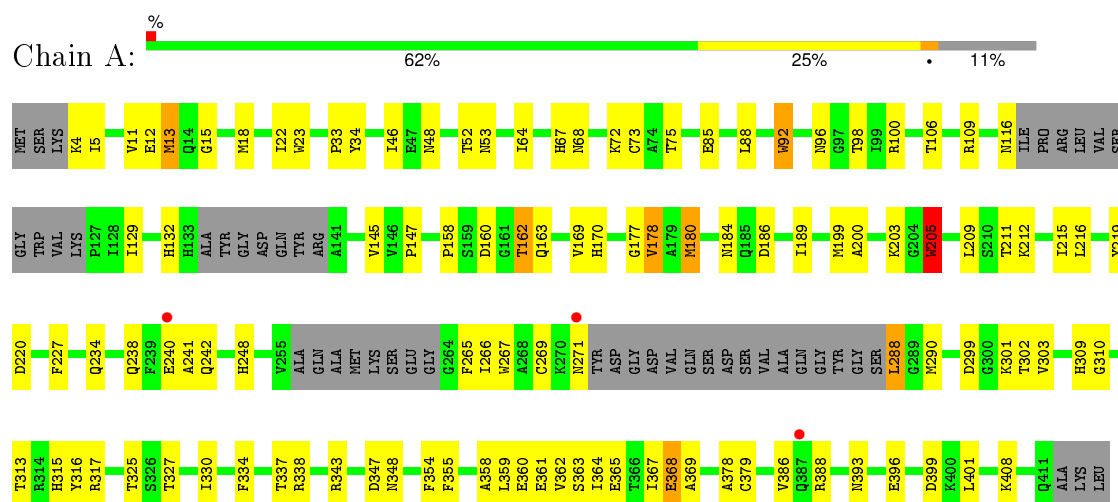 %
Chain A:
62% 25% • 11%
MET SER LYS K4 I5 V11 E12 M13 Q14 G15 M18 I22 W23 P33 Y34 I46 E47 N48 T52 N53 I64 H67 N68 K72 C73 A74 T75 E85 L88 W92 N96 G97 T98 I99 R100 T106 R109 N116 ILE PRO ARG LEU VAL SER
GLY TRP VAL LYS P127 I128 I129 H132 H133 ALA TYR GLY ASP GLN TYR ARG A141 V145 V146 P147 P158 S159 D160 G161 T162 Q163 V169 H170 G177 V178 A179 M180 N184 Q185 D186 I189 M199 A200 K203 G204 W205 L209 S210 T211 K212 I215 L216 Y219
D220 F227 Q234 Q238 F239 E240 A241 Q242 H248 V255 ALA GLN ALA MET LYS SER GLU GLY G264 F265 I266 W267 A268 C269 K270 N271 TYR ASP GLY ASP VAL GLN SER ASP SER VAL ALA GLN GLY TYR GLY SER L288 G289 M290 D299 G300 K301 T302 V303 H309 G310
T313 R314 H315 Y316 R317 T325 S326 T327 I330 F334 T337 R338 R343 D347 N348 F354 F355 A358 L359 E360 E361 V362 S363 I364 E365 T366 I367 E368 A369 A378 C379 V386 Q387 R388 N393 E396 D399 K400 L401 K408 Q411 ALA LYS LEU